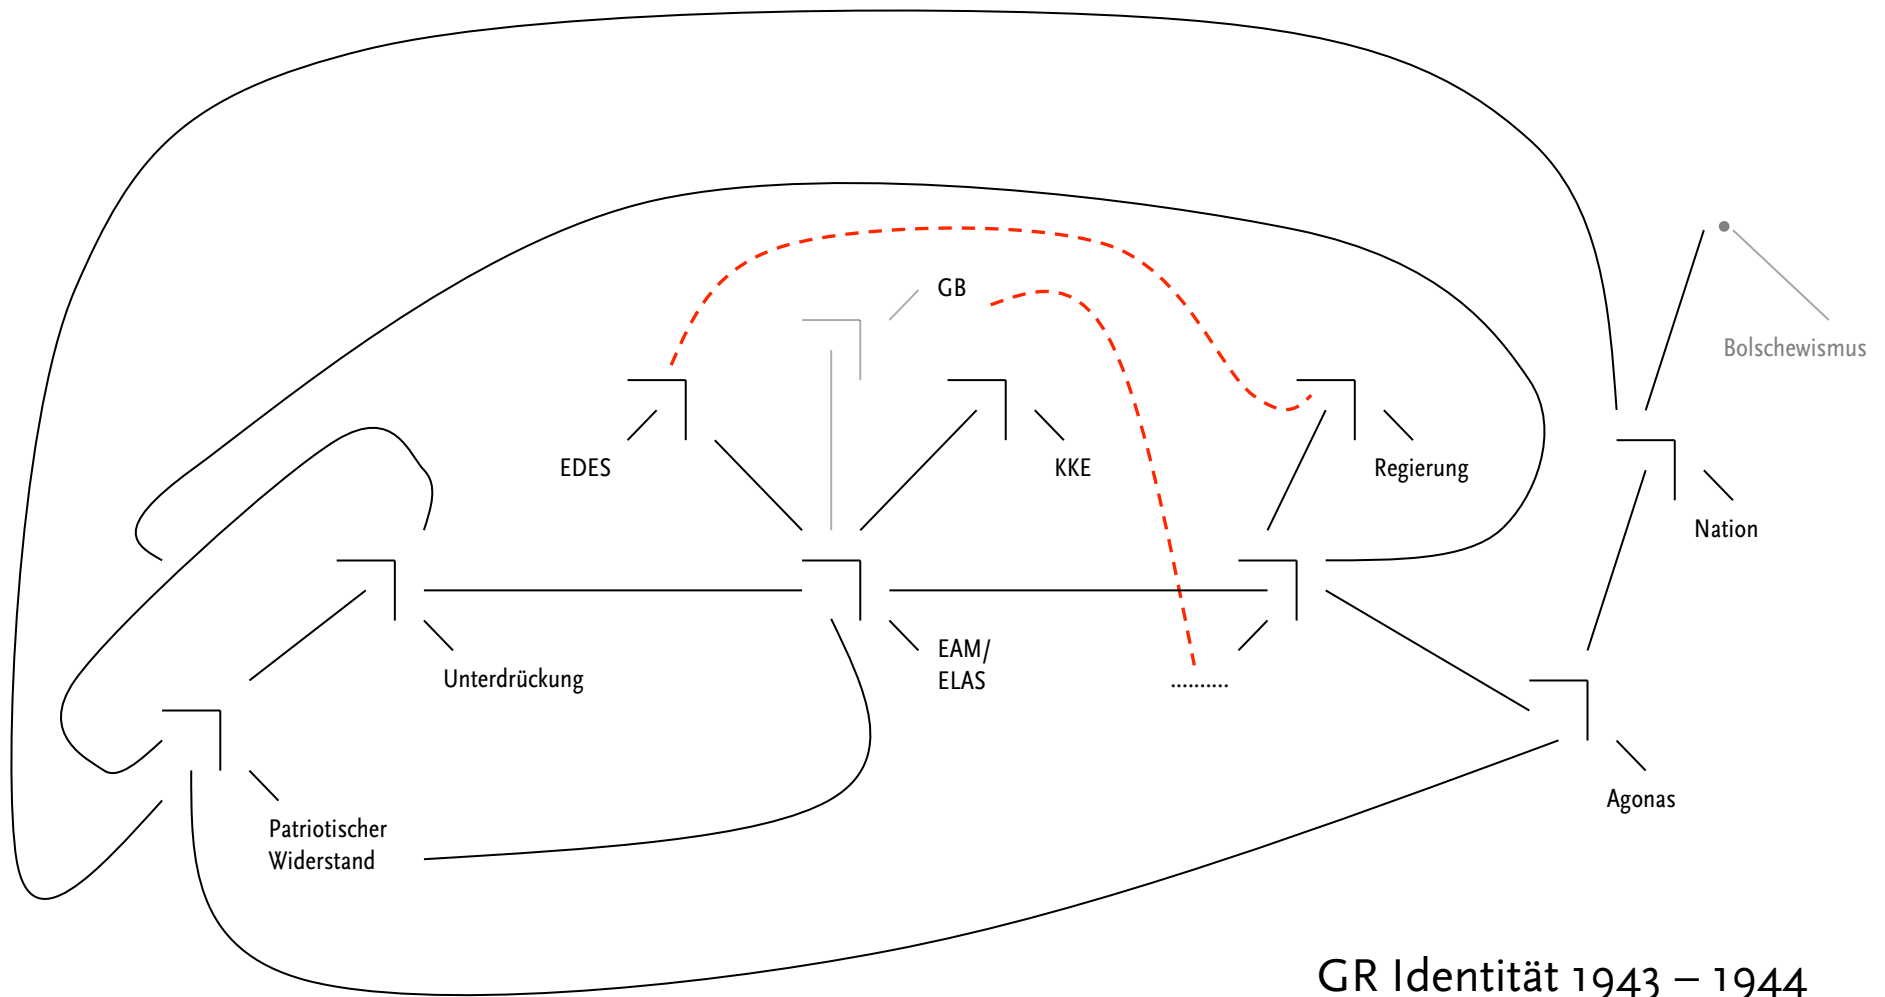 GB
Bolschewismus
EDES
KKE
Regierung
Nation
Unterdrückung
EAM/
ELAS
..........
Agonas
Patriotischer
Widerstand
GR Identität 1943 – 1944